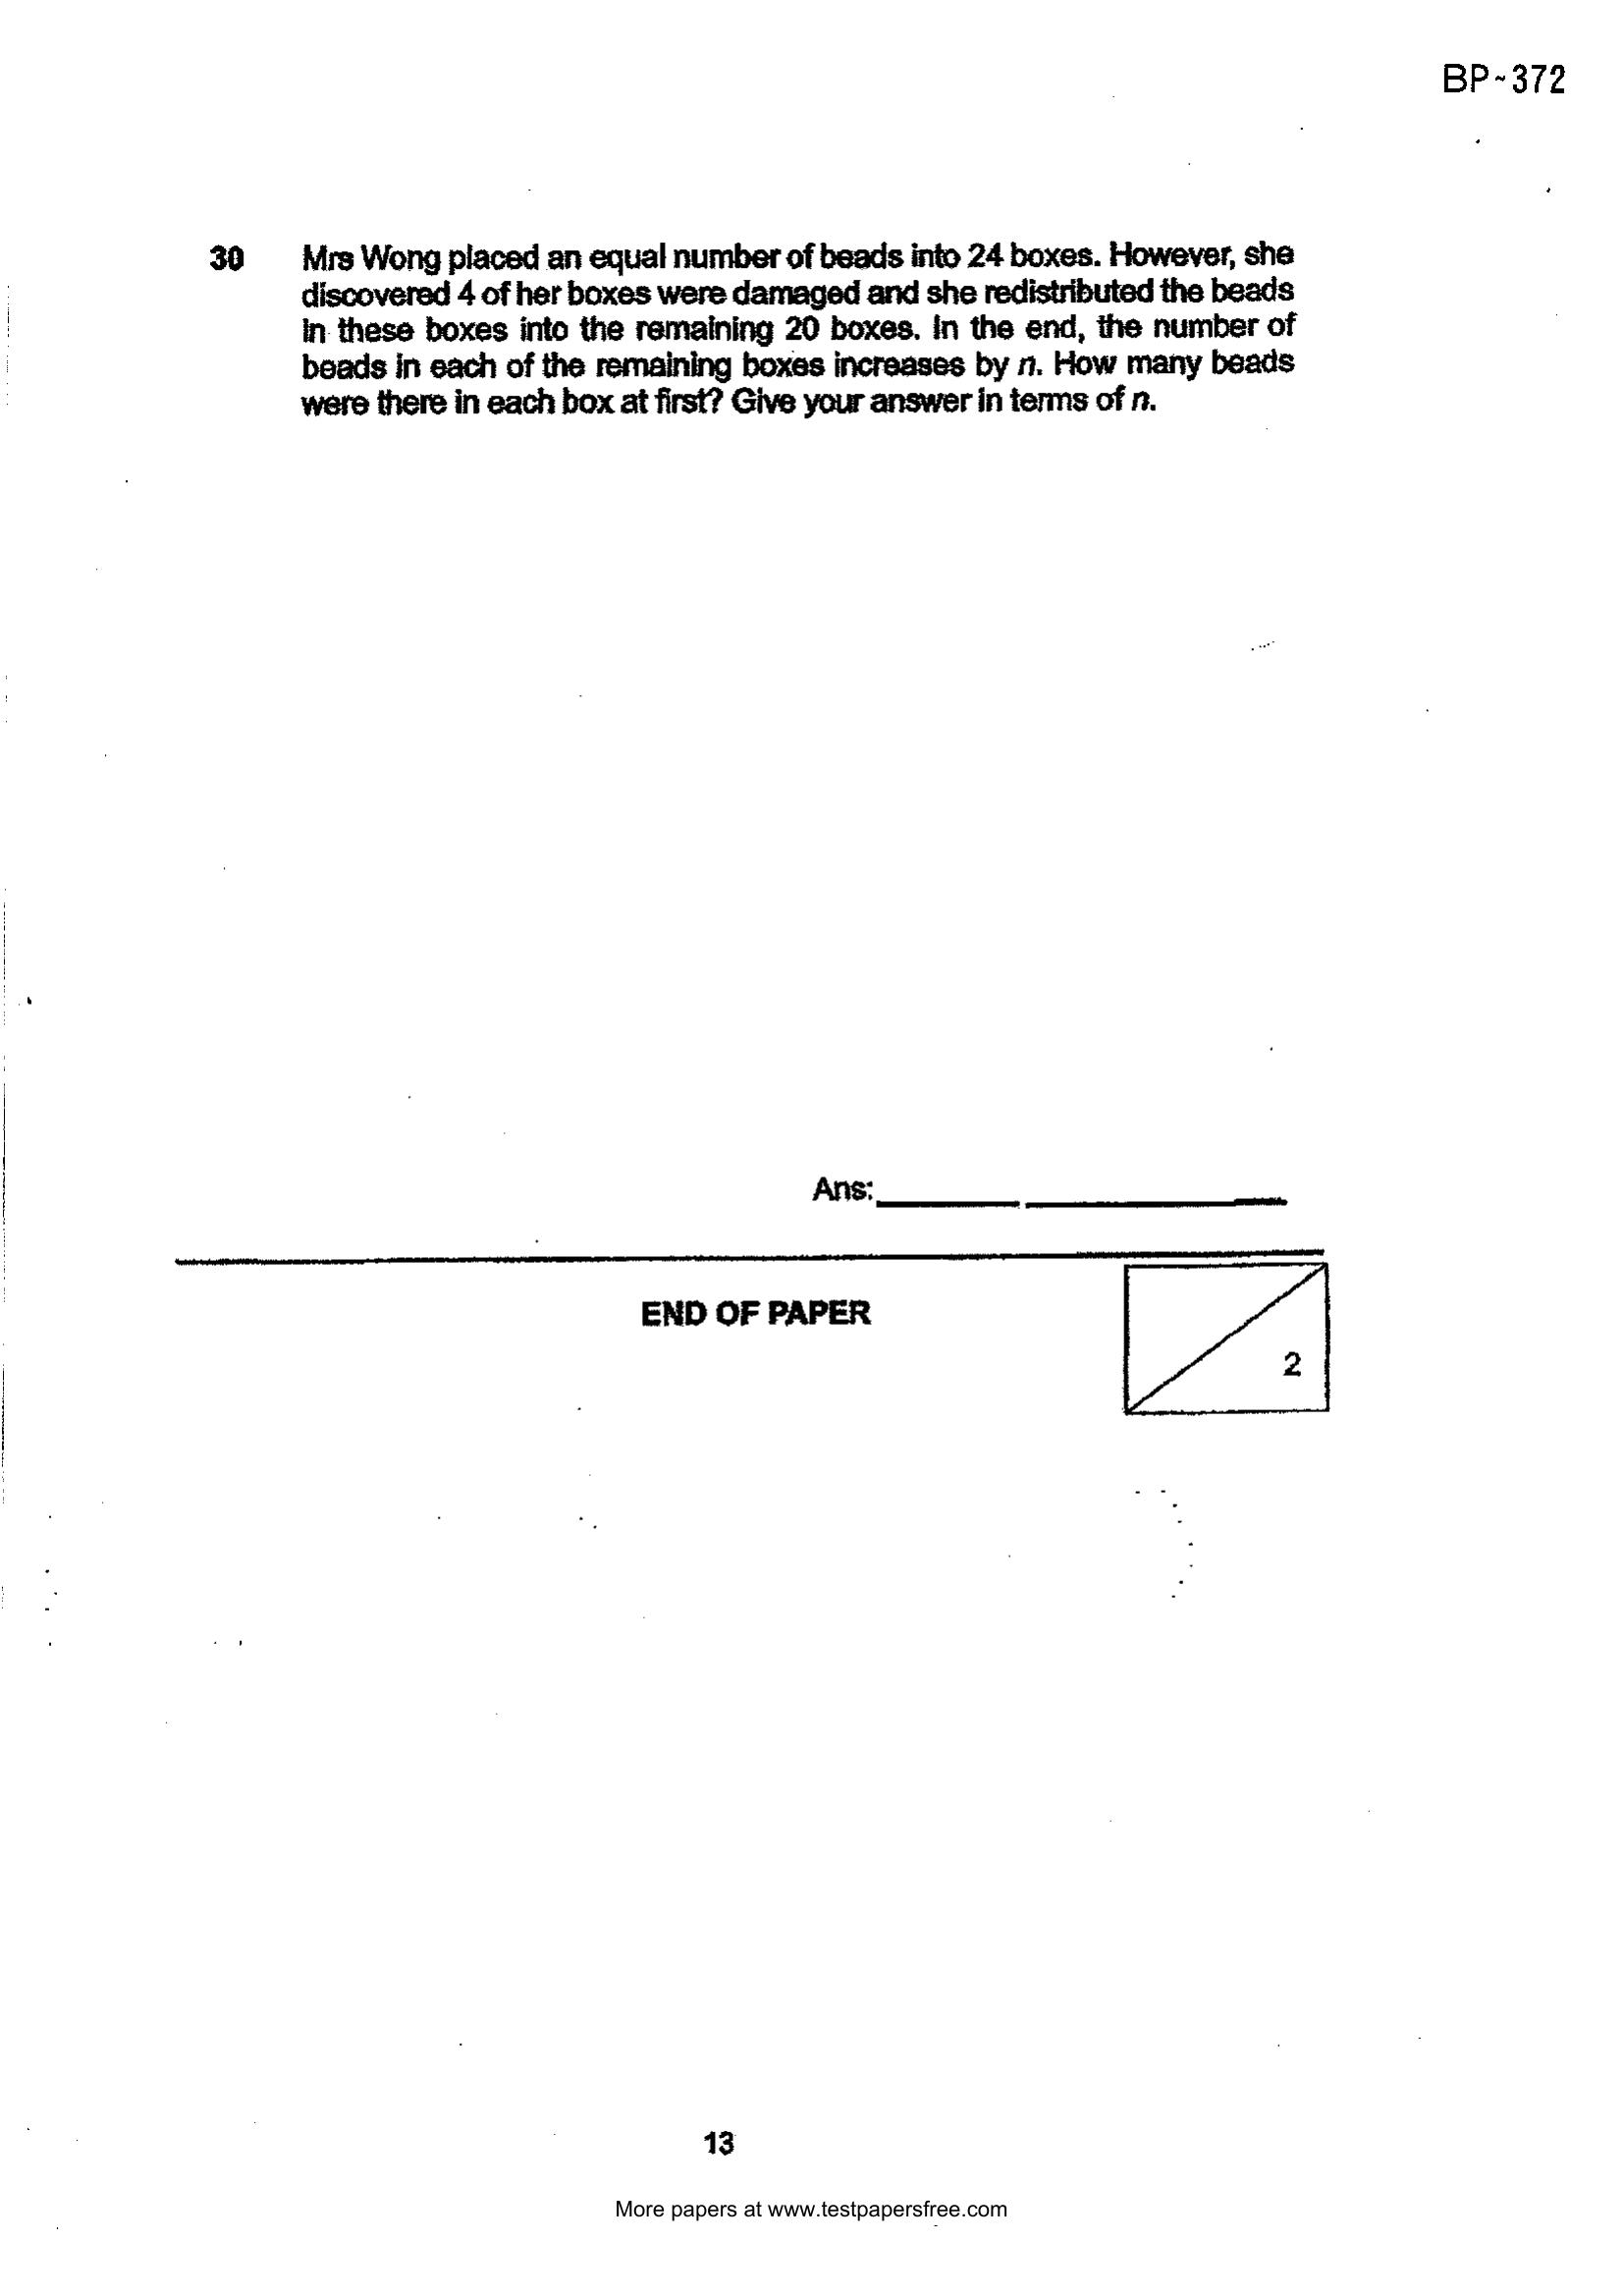 BP~372
30 Mrs Wong placed an equal number of beads into 24 boxes. However, she
discovered 4 of her boxes were damaged and she redistributed the beads
in these boxes into the remaining 20 boxes. In the end, the number of
beads in each of the remaining boxes increases by n. How many beads
were there in each box at first? Give your answer in terms of n.
Ans:
END OF PAPER
2
13
More papers at www.testpapersfree.com